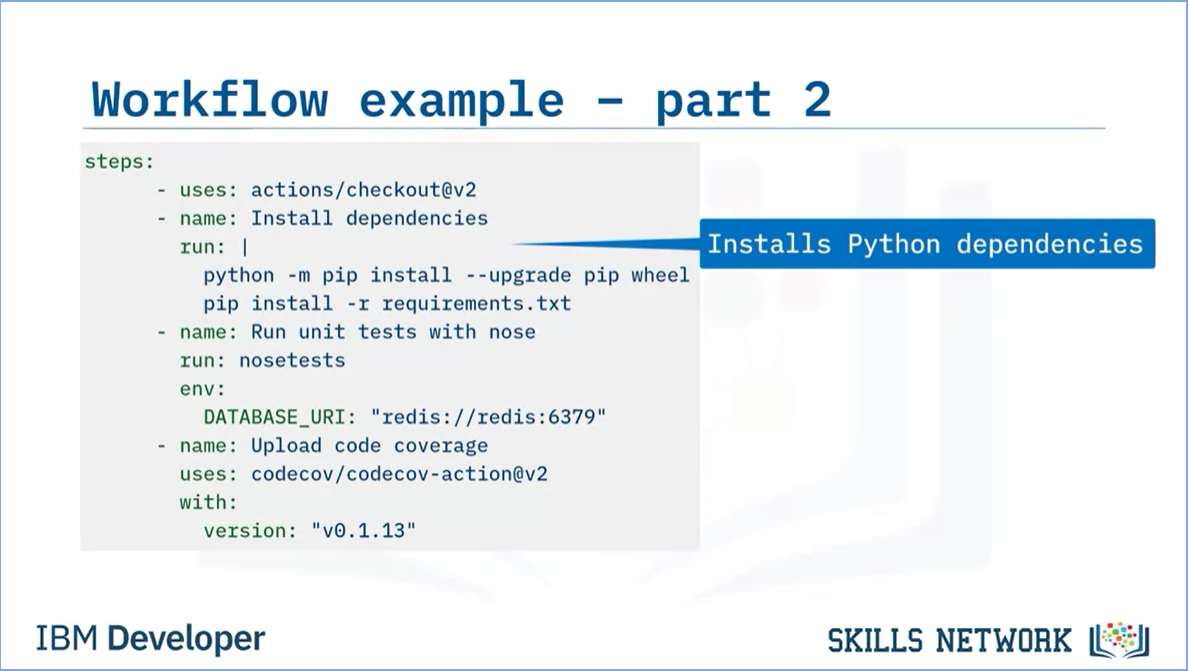 Workflow example – part 2
steps:
- uses: actions/checkout@v2
- name: Install dependencies
run: |
Installs Python dependencies
python -m pip install --upgrade pip wheel
pip install -r requirements.txt
- name: Run unit tests with nose
run: nosetests
env:
DATABASE_URI: "redis://redis:6379"
- name: Upload code coverage
uses: codecov/codecov-action@v2
with:
version: "v0.1.13"
IBM Developer
SKILLS NETWORK